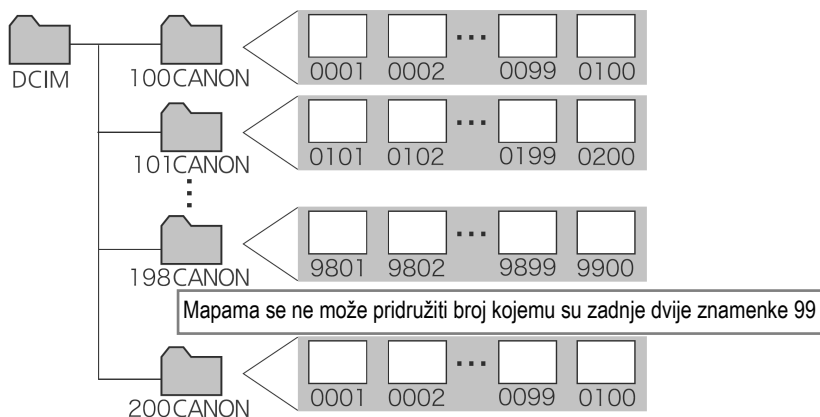 DCIM
100CANON
0001 0002 ... 0099 0100
101CANON
0101 0102 ... 0199 0200
198CANON
9801 9802 ... 9899 9900
Mapama se ne može pridružiti broj kojemu su zadnje dvije znamenke 99
200CANON
0001 0002 ... 0099 0100